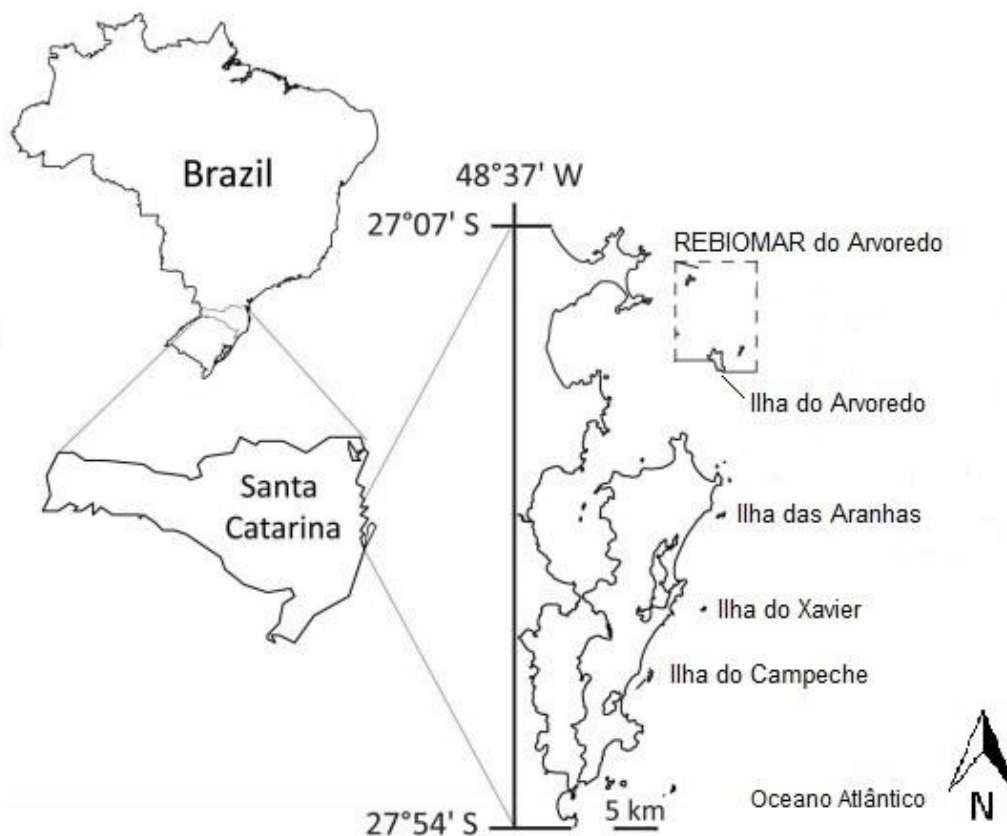 Brazil
48°37' W
27°07' S
REBIOMAR do Arvoredo
Ilha do Arvoredo
Santa
Catarina
Ilha das Aranhas
Ilha do Xavier
Ilha do Campeche
27°54' S
5 km
Oceano Atlântico
N